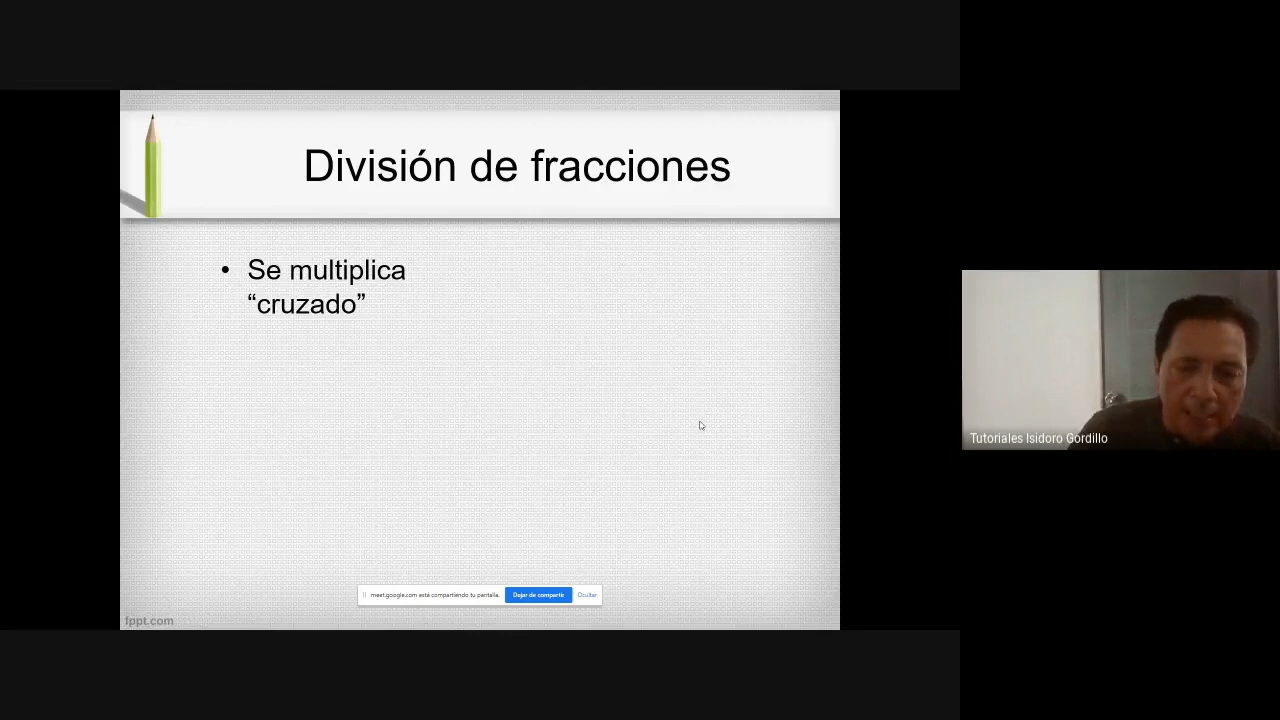 División de fracciones
• Se multiplica
“cruzado”
Tutoriales Isidoro Gordillo
meet.google.com está compartiendo tu pantalla.
Dejar de compartir
Ocultar
fppt.com